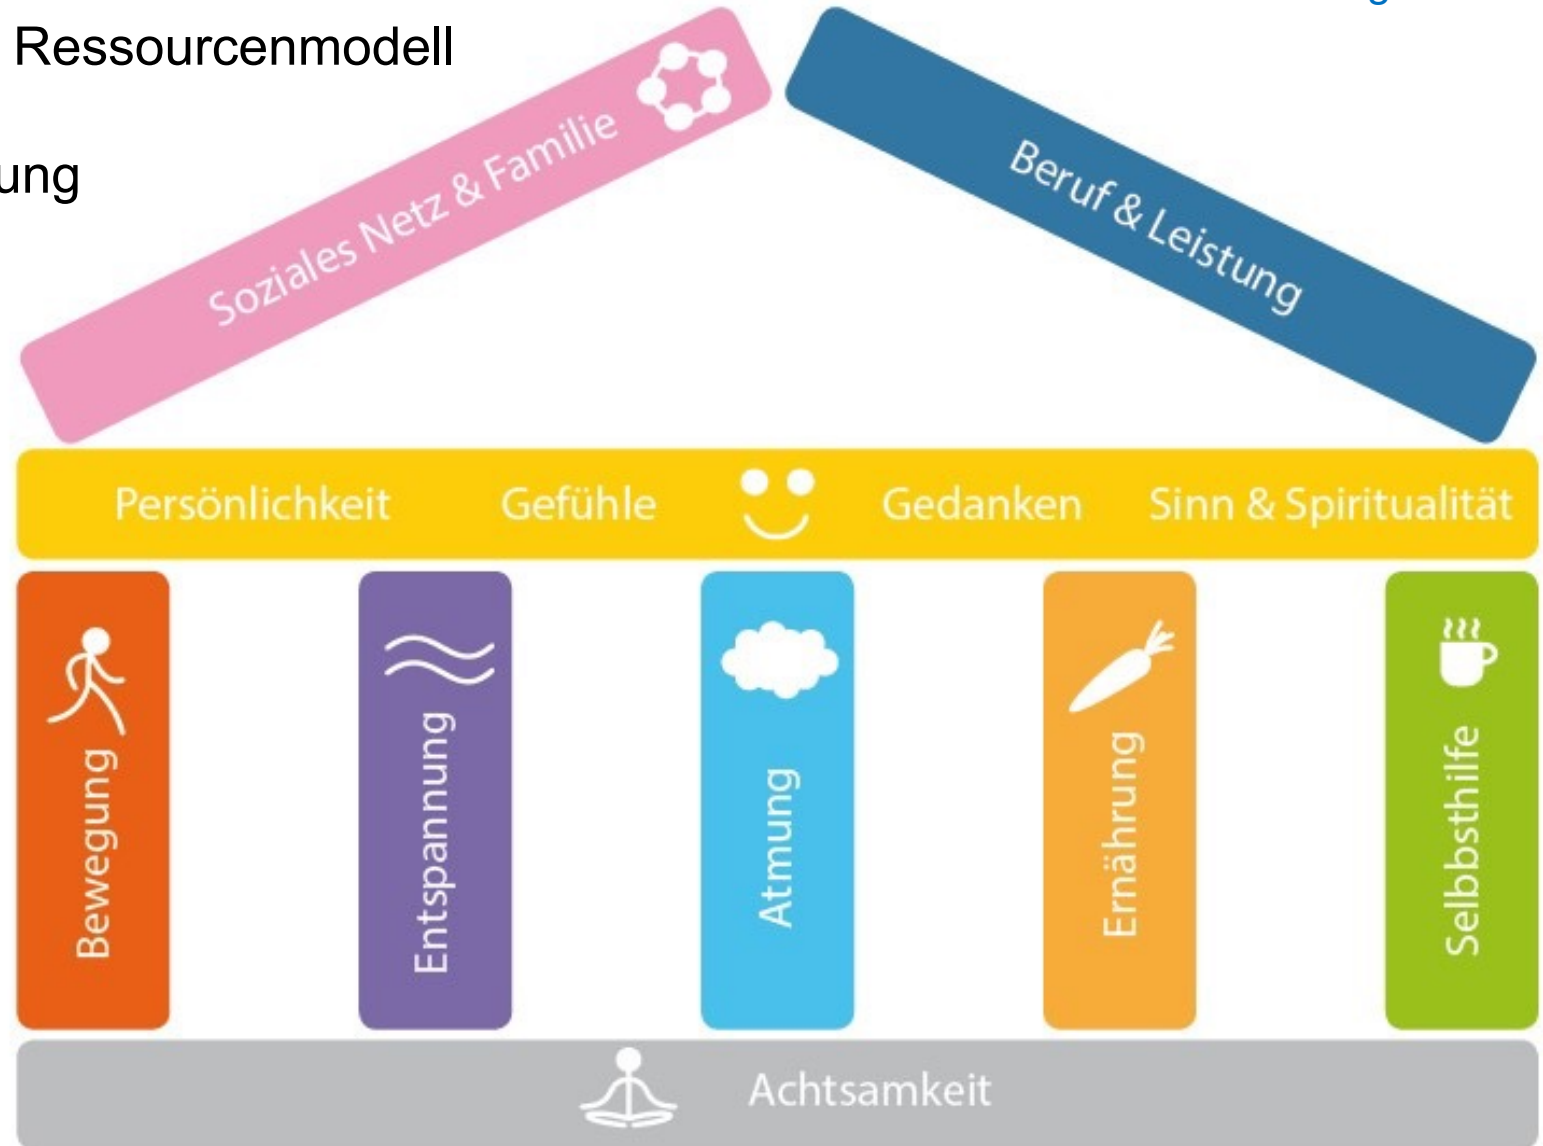 Ressourcenmodell
ung
Soziales Netz & Familie
Beruf & Leistung
Persönlichkeit Gefühle Gedanken Sinn & Spiritualität
Bewegung
Entspannung
Atmung
Ernährung
Selbbsthilfe
Achtsamkeit